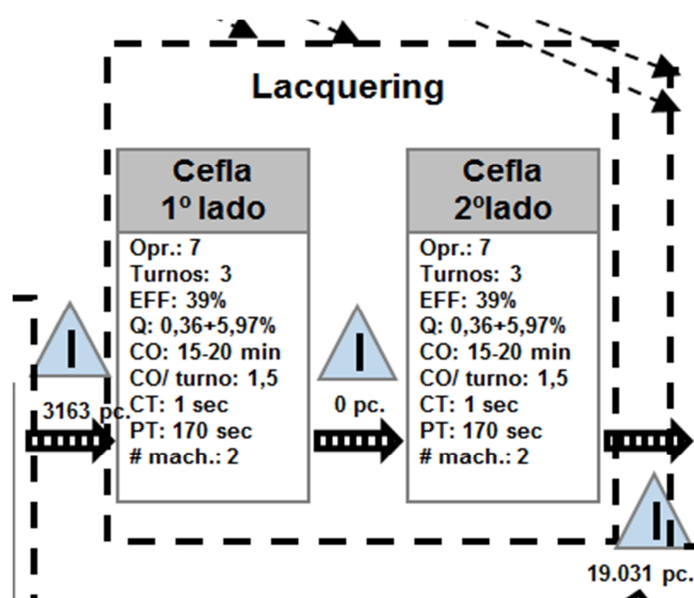 Lacquering
Cefla
1º lado
Opr.: 7
Turnos: 3
EFF: 39%
Q: 0,36+5,97%
CO: 15-20 min
CO/ turno: 1,5
CT: 1 sec
PT: 170 sec
# mach.: 2
Cefla
2ºlado
Opr.: 7
Turnos: 3
EFF: 39%
Q: 0,36+5,97%
CO: 15-20 min
CO/ turno: 1,5
CT: 1 sec
PT: 170 sec
# mach.: 2
I
3163 pc.
I
0 pc.
I
19.031 pc.